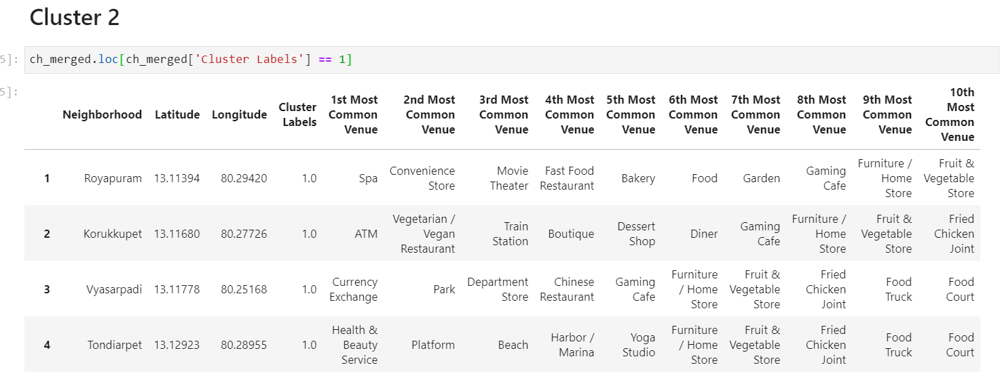 Cluster 2
5]: ch_merged.loc[ch_merged['Cluster Labels'] == 1]
5]:
Neighborhood Latitude Longitude Cluster Labels 1st Most Common Venue 2nd Most Common Venue 3rd Most Common Venue 4th Most Common Venue 5th Most Common Venue 6th Most Common Venue 7th Most Common Venue 8th Most Common Venue 9th Most Common Venue 10th Most Common Venue
1 Royapuram 13.11394 80.29420 1.0 Spa Convenience Store Movie Theater Fast Food Restaurant Bakery Food Garden Gaming Cafe Furniture / Home Store Fruit & Vegetable Store
2 Korukkupet 13.11680 80.27726 1.0 ATM Vegetarian / Vegan Restaurant Train Station Boutique Dessert Shop Diner Gaming Cafe Furniture / Home Store Fruit & Vegetable Store Fried Chicken Joint
3 Vyasarpadi 13.11778 80.25168 1.0 Currency Exchange Park Department Store Chinese Restaurant Gaming Cafe Furniture / Home Store Fruit & Vegetable Store Fried Chicken Joint Food Truck Food Court
4 Tondiarpet 13.12923 80.28955 1.0 Health & Beauty Service Platform Beach Harbor / Marina Yoga Studio Furniture / Home Store Fruit & Vegetable Store Fried Chicken Joint Food Truck Food Court